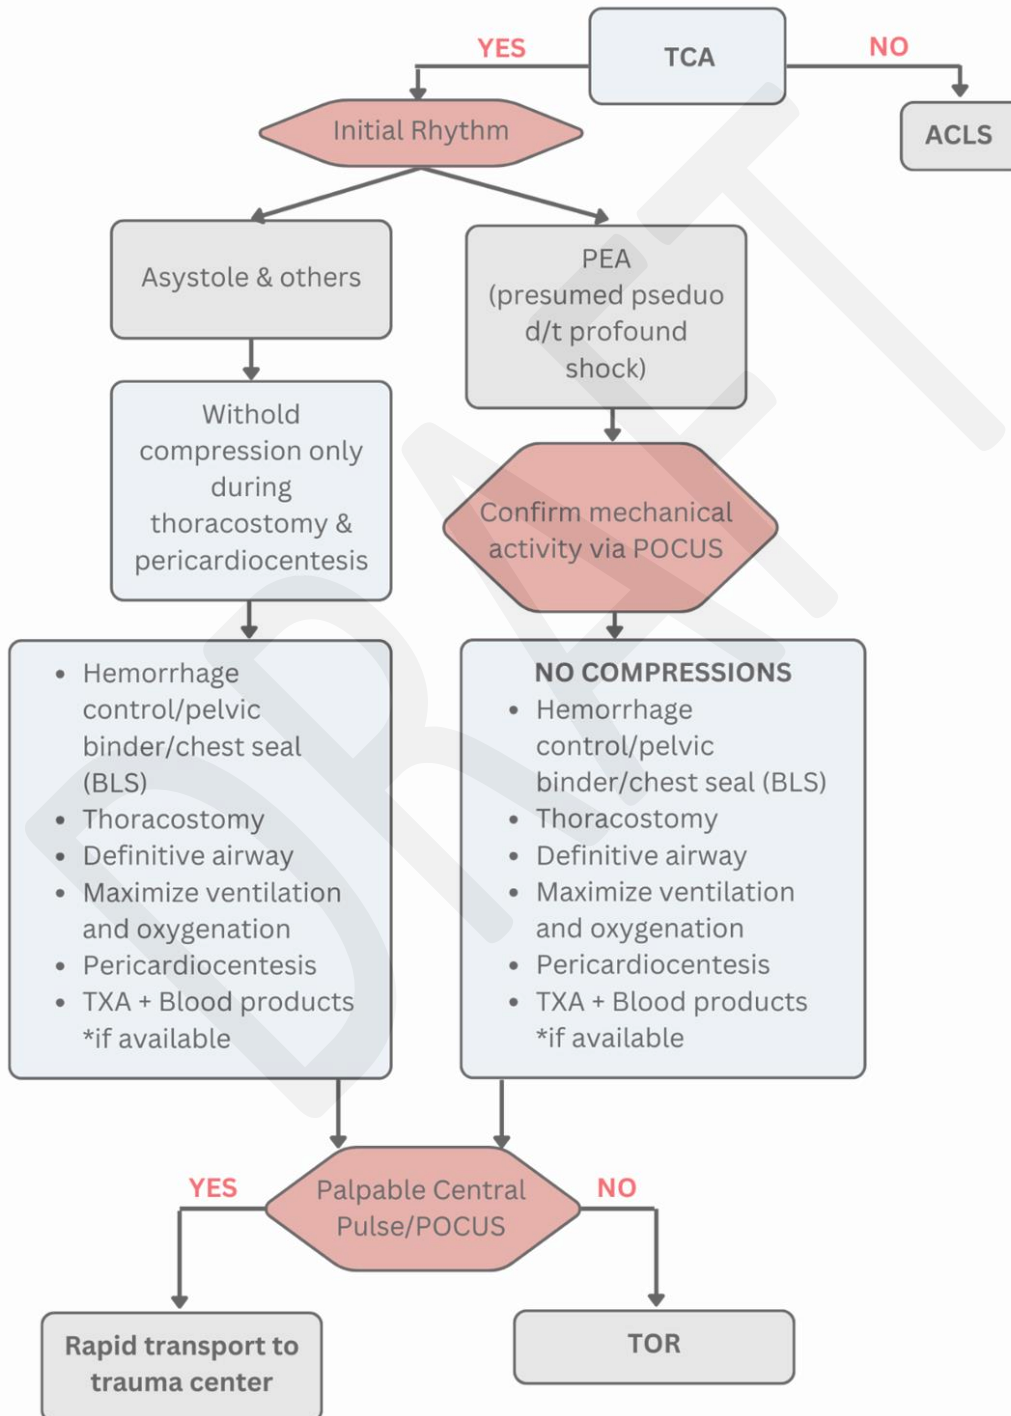 YES
TCA
NO
Initial Rhythm
ACLS
Asystole & others
PEA
(presumed pseduo
d/t profound
shock)
Withold
compression only
during
thoracostomy &
pericardiocentesis
Confirm mechanical
activity via POCUS
• Hemorrhage
control/pelvic
binder/chest seal
(BLS)
• Thoracostomy
• Definitive airway
• Maximize ventilation
and oxygenation
• Pericardiocentesis
• TXA + Blood products
*if available
NO COMPRESSIONS
• Hemorrhage
control/pelvic
binder/chest seal (BLS)
• Thoracostomy
• Definitive airway
• Maximize ventilation
and oxygenation
• Pericardiocentesis
• TXA + Blood products
*if available
YES
Palpable Central
Pulse/POCUS
NO
Rapid transport to
trauma center
TOR
DRAFT